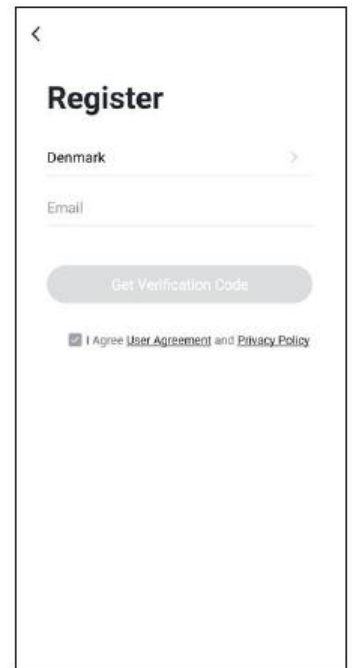 Register
Denmark
Email
Get Verification Code
I Agree User Agreement and Privacy Policy